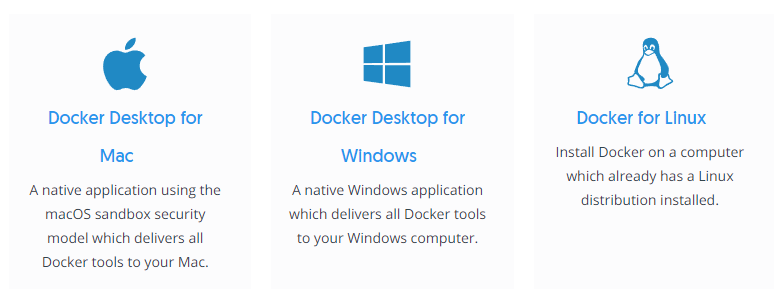 Docker Desktop for
Mac
A native application using the
macOS sandbox security
model which delivers all
Docker tools to your Mac.
Docker Desktop for
Windows
A native Windows application
which delivers all Docker tools
to your Windows computer.
Docker for Linux
Install Docker on a computer
which already has a Linux
distribution installed.